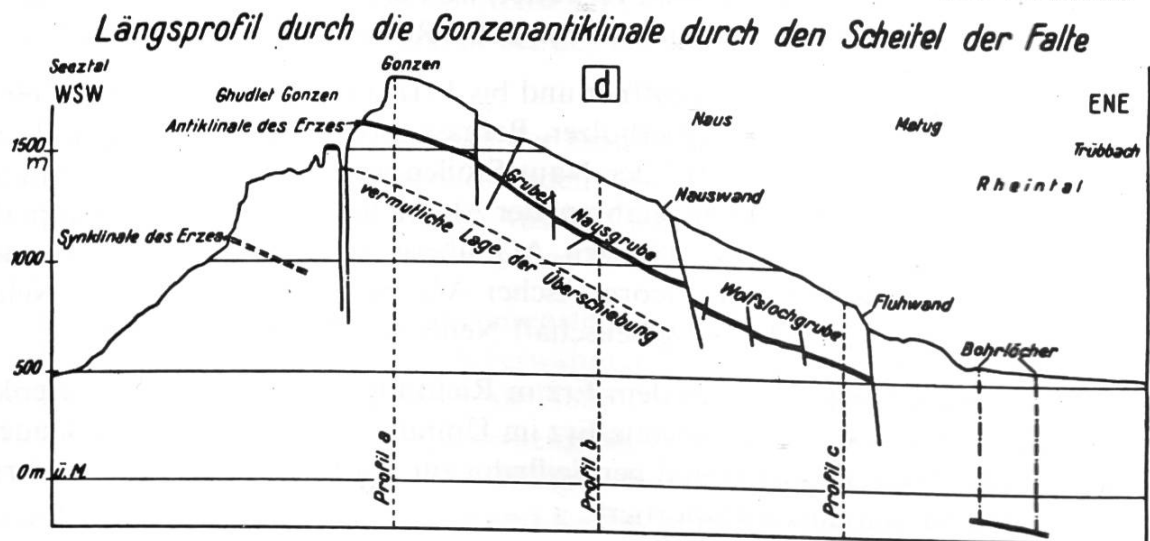 Längsprofil durch die Gonzenantiklinale durch den Scheitel der Falte
Seeztal
WSW
Gonzen
d
ENE
Ghudlet Gonzen
Naus
Matug
Antiklinale des Erzes
Trübbach
1500
m
Rheintal
Grube I
Nauswand
vermutliche Lage der Überschiebung
Nausgrube
Synklinale des Erzes
1000
Wolfslochgrube
Fluhwand
Bohrlöcher
500
0 m ü.M.
Profil a
Profil b
Profil c